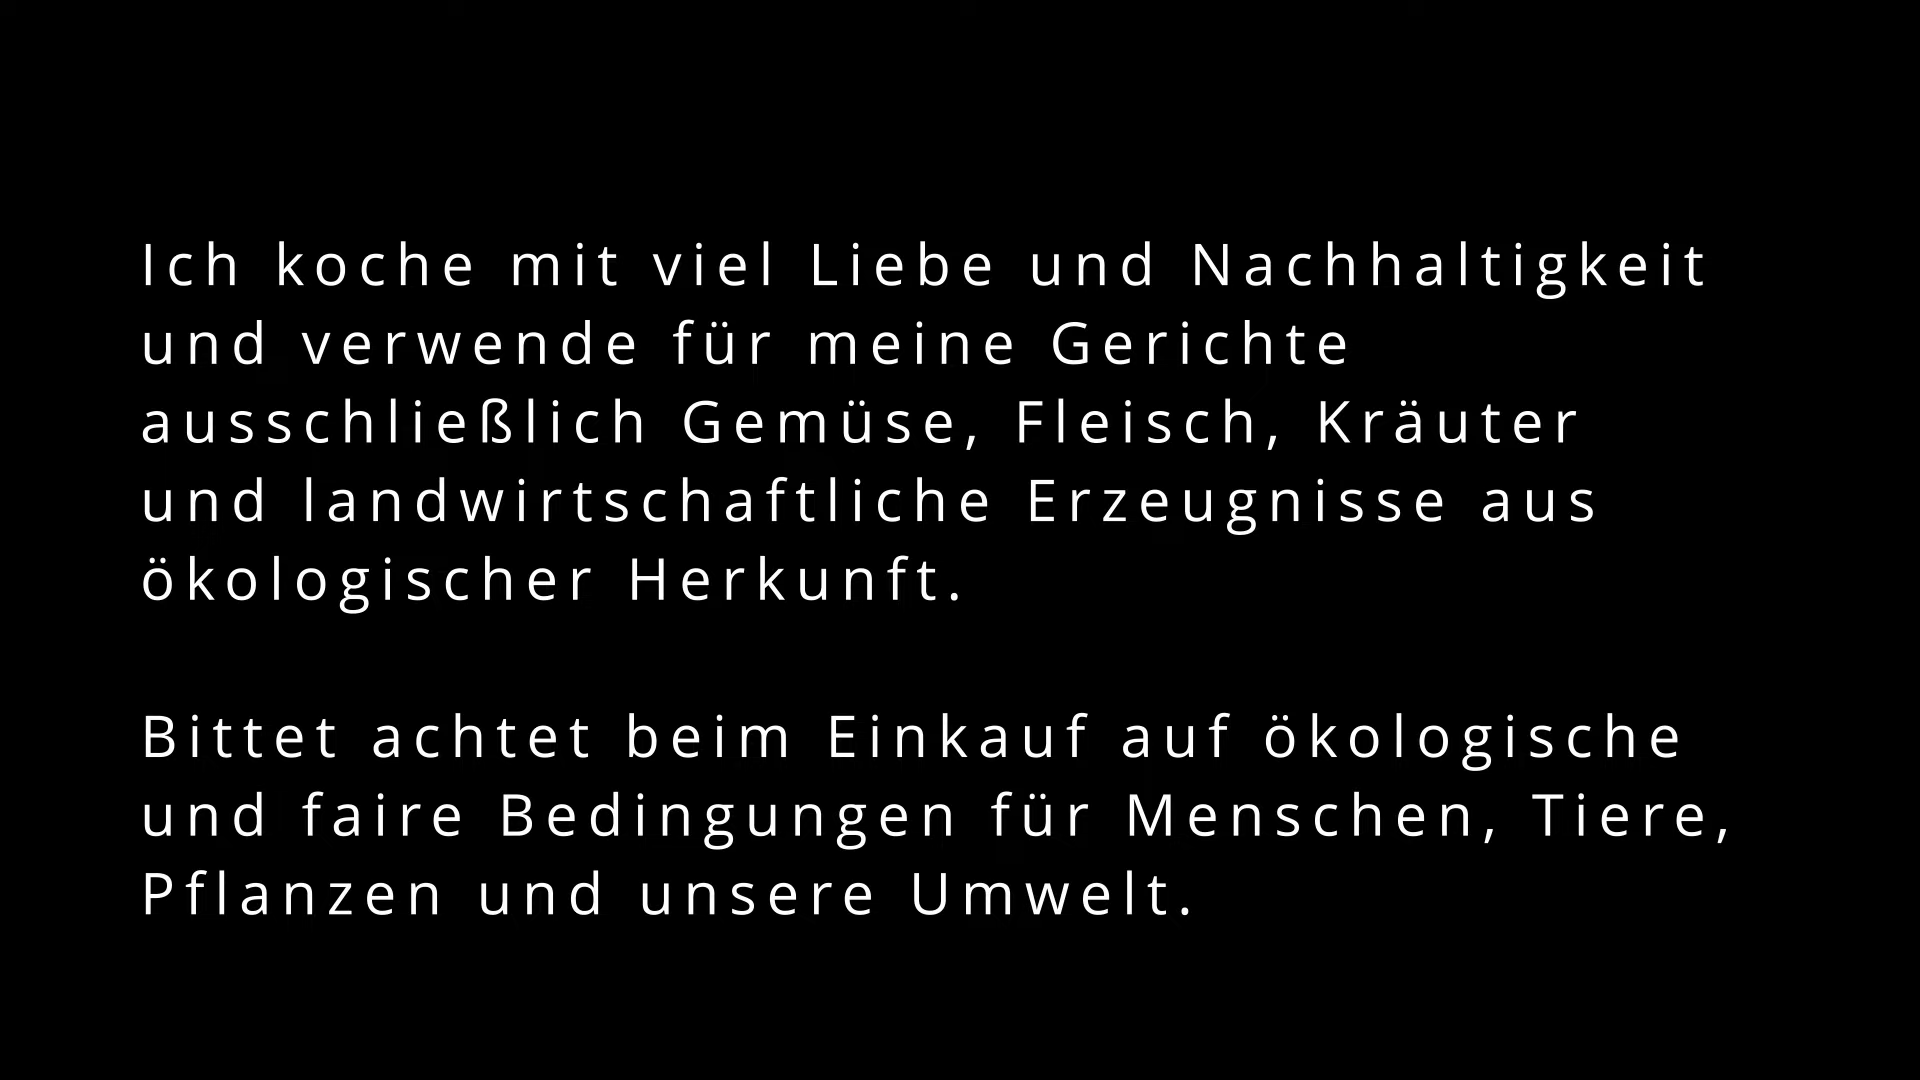 Ich koche mit viel Liebe und Nachhaltigkeit
und verwende für meine Gerichte
ausschließlich Gemüse, Fleisch, Kräuter
und landwirtschaftliche Erzeugnisse aus
ökologischer Herkunft.
Bittet achtet beim Einkauf auf ökologische
und faire Bedingungen für Menschen, Tiere,
Pflanzen und unsere Umwelt.